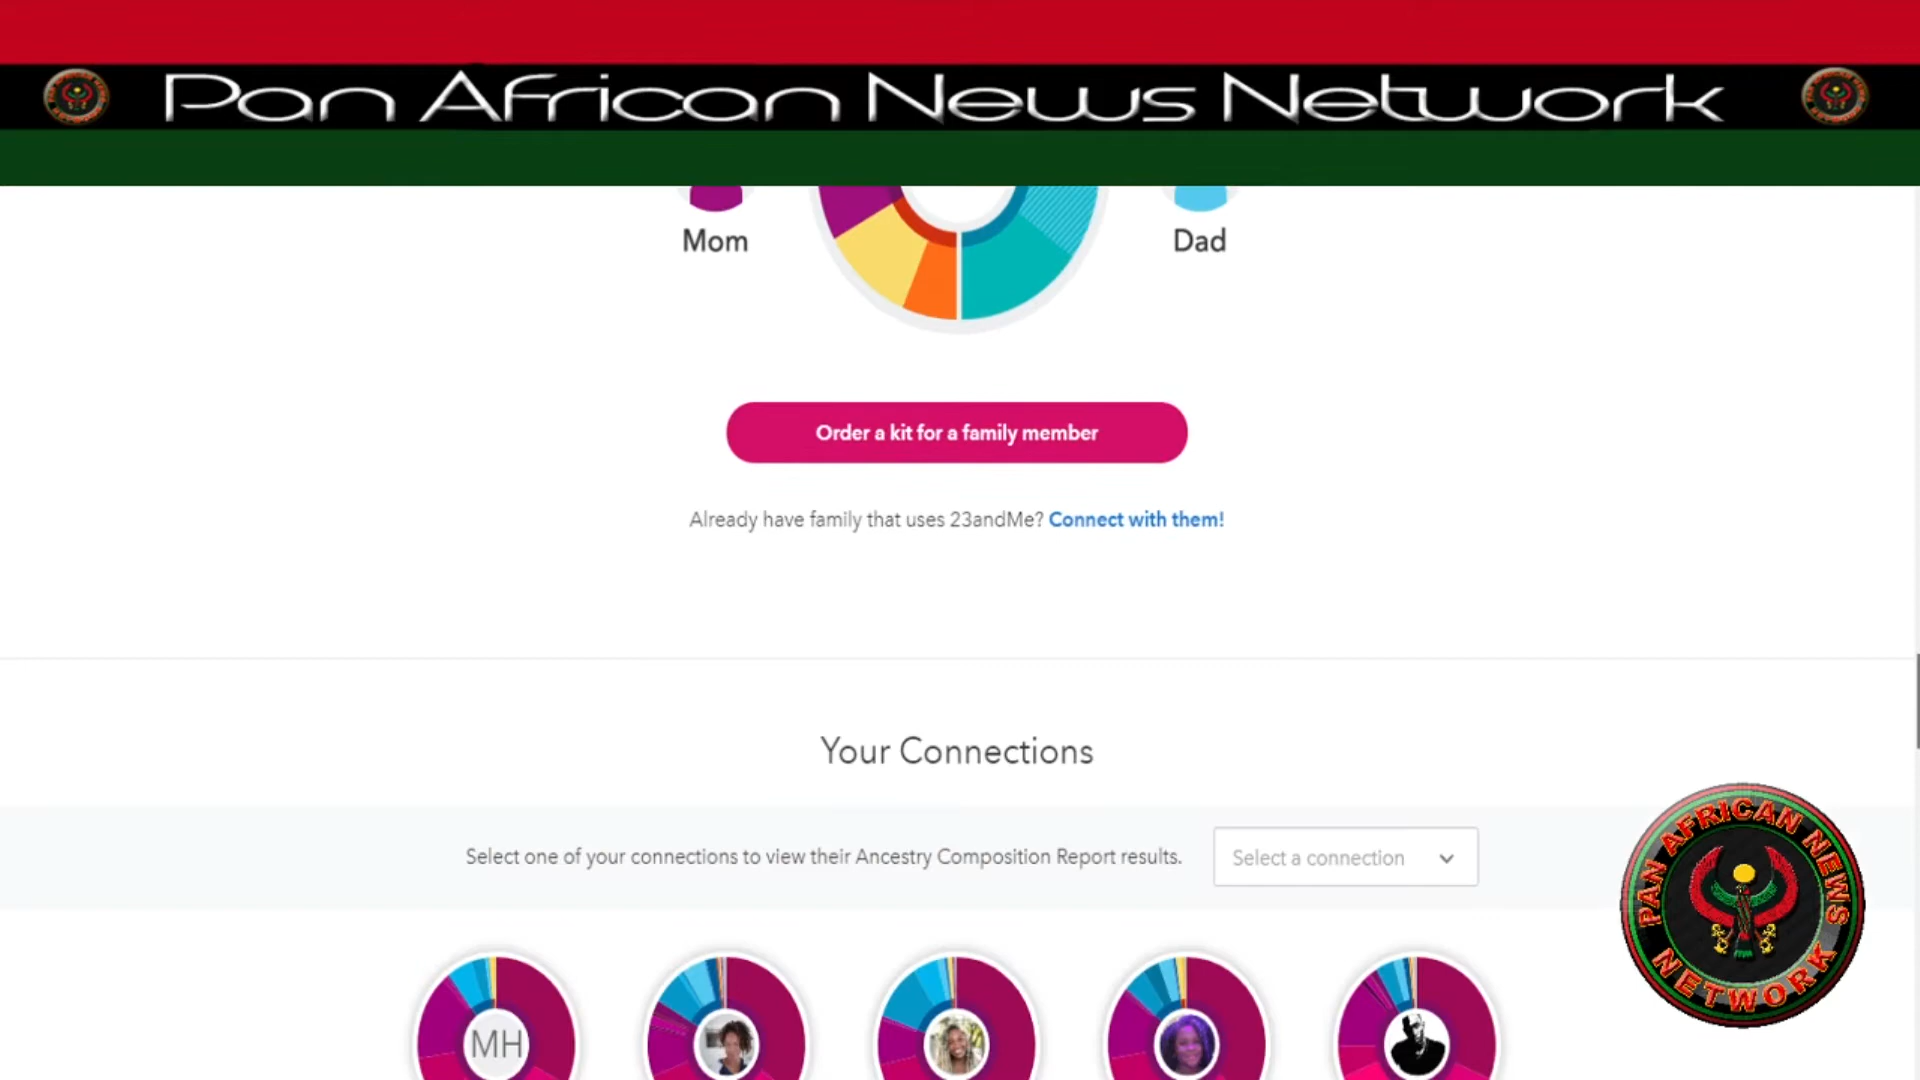 Pan African News Network
Mom
Dad
Order a kit for a family member
Already have family that uses 23andMe? Connect with them!
Your Connections
Select one of your connections to view their Ancestry Composition Report results.
Select a connection
PAN AFRICAN NEWS
NETWORK
MH